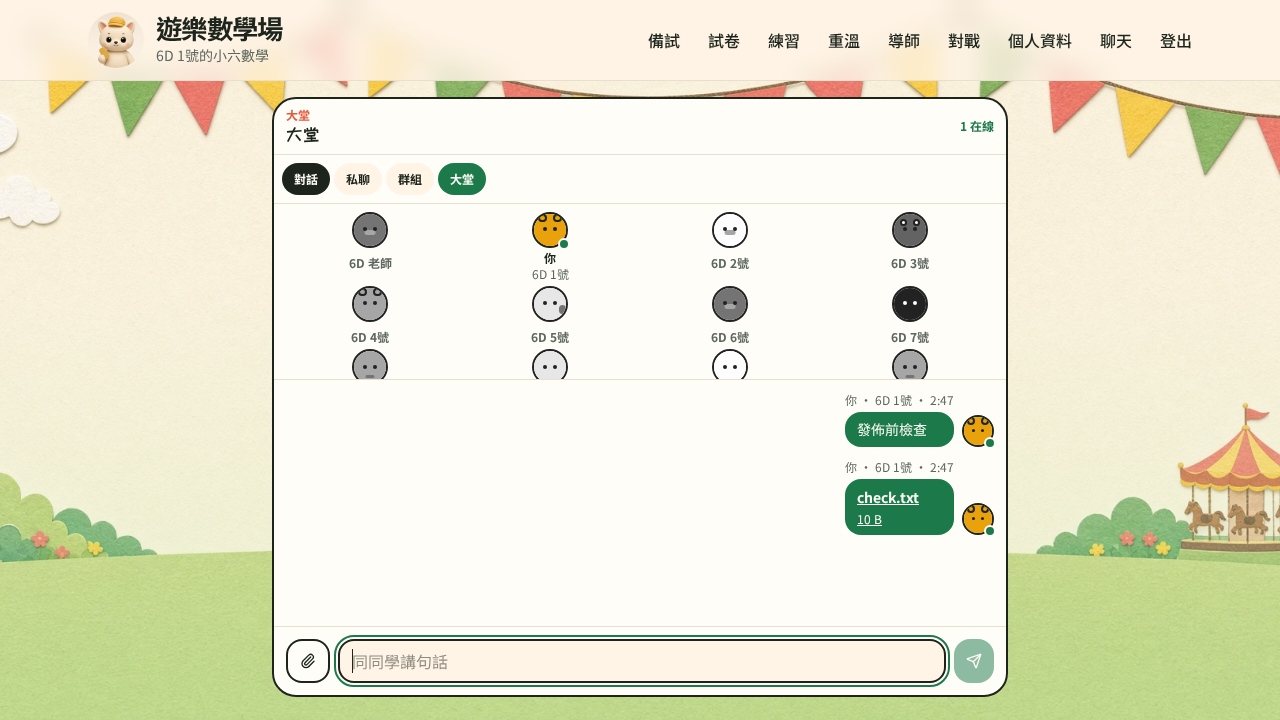 遊樂數學場
6D 1號的小六數學
備試 試卷 練習 重溫 導師 對戰 個人資料 聊天 登出
大堂
大堂
1 在線
對話 私聊 群組 大堂
6D 老師 你 6D 2號 6D 3號
6D 1號
6D 4號 6D 5號 6D 6號 6D 7號
你 · 6D 1號 · 2:47
發佈前檢查
你 · 6D 1號 · 2:47
check.txt
10 B
同同學講句話